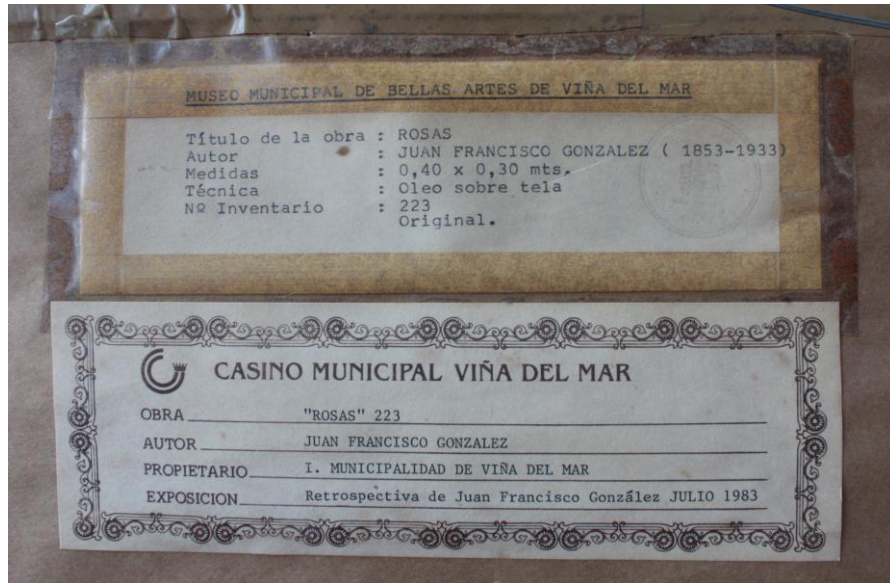 MUSEO MUNICIPAL DE BELLAS ARTES DE VIÑA DEL MAR
Título de la obra : ROSAS
Autor : JUAN FRANCISCO GONZALEZ ( 1853-1933)
Medidas : 0,40 x 0,30 mts.
Técnica : Oleo sobre tela
Nº Inventario : 223
Original.
CASINO MUNICIPAL VIÑA DEL MAR
OBRA "ROSAS" 223
AUTOR JUAN FRANCISCO GONZALEZ
PROPIETARIO I. MUNICIPALIDAD DE VIÑA DEL MAR
EXPOSICION Retrospectiva de Juan Francisco González JULIO 1983